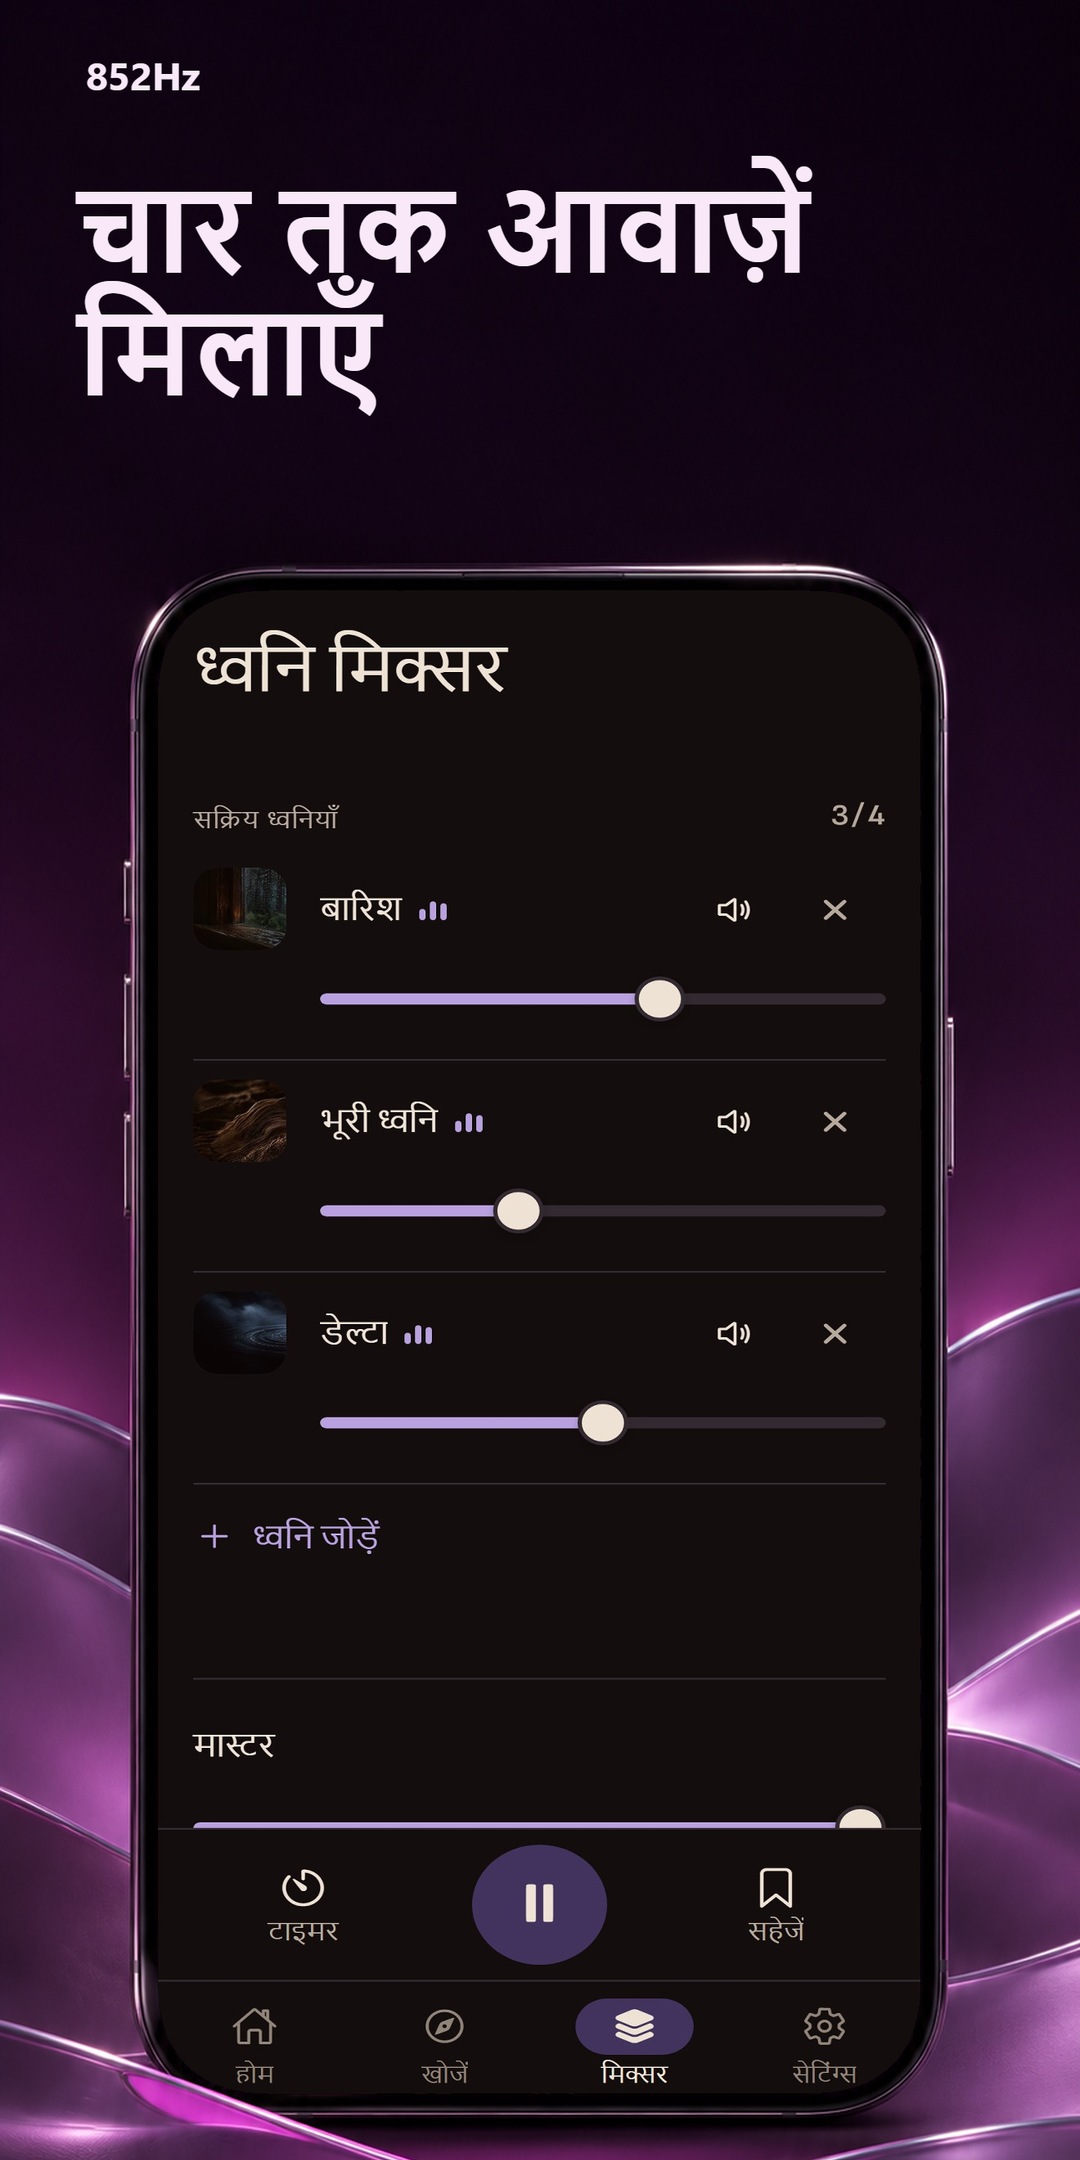 852Hz
चार तक आवाज़ें
मिलाएँ
ध्वनि मिक्सर
सक्रिय ध्वनियाँ 3/4
बारिश
भूरी ध्वनि
डेल्टा
+ ध्वनि जोड़ें
मास्टर
टाइमर सहेजें
होम खोजें मिक्सर सेटिंग्स